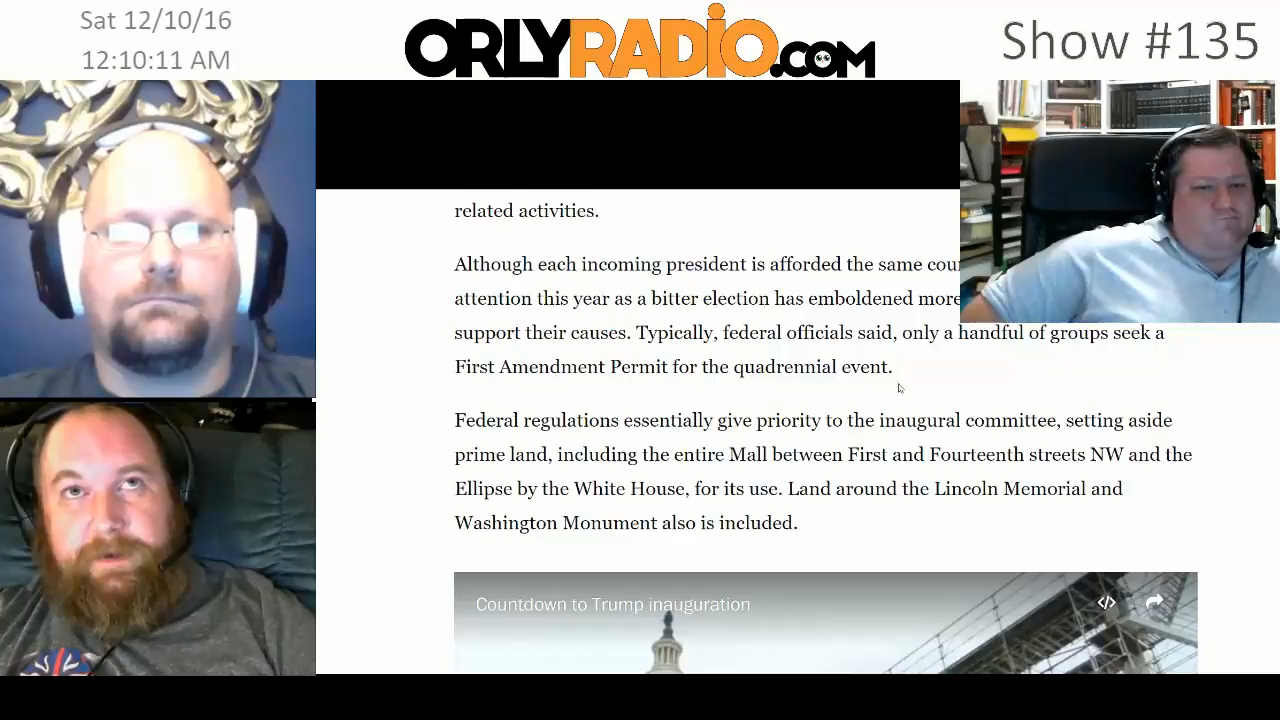 Sat 12/10/16
12:10:11 AM
ORLYRADIO.COM
Show #135
related activities.
Although each incoming president is afforded the same
attention this year as a bitter election has emboldened more
support their causes. Typically, federal officials said, only a handful of groups seek a
First Amendment Permit for the quadrennial event.
Federal regulations essentially give priority to the inaugural committee, setting aside
prime land, including the entire Mall between First and Fourteenth streets NW and the
Ellipse by the White House, for its use. Land around the Lincoln Memorial and
Washington Monument also is included.
Countdown to Trump inauguration